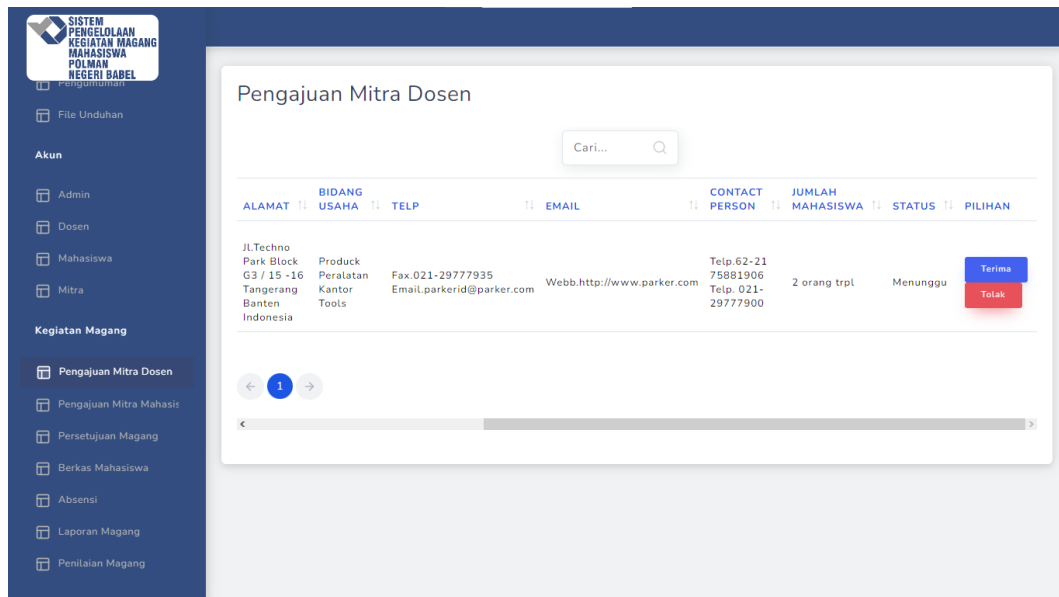 SISTEM
PENGELOLAAN
KEGIATAN MAGANG
MAHASISWA
POLMAN
NEGERI BABEL
Pengumuman
File Unduhan
Akun
Admin
Dosen
Mahasiswa
Mitra
Kegiatan Magang
Pengajuan Mitra Dosen
Pengajuan Mitra Mahasis
Persetujuan Magang
Berkas Mahasiswa
Absensi
Laporan Magang
Penilaian Magang
Pengajuan Mitra Dosen
Cari...
ALAMAT
BIDANG
USAHA
TELP
EMAIL
CONTACT
PERSON
JUMLAH
MAHASISWA
STATUS
PILIHAN
Jl.Techno
Park Block
G3 / 15 -16
Tangerang
Banten
Indonesia
Produck
Peralatan
Kantor
Tools
Fax.021-29777935
Email.parkerid@parker.com
Webb.http://www.parker.com
Telp.62-21
75881906
Telp. 021-
29777900
2 orang trpl
Menunggu
Terima
Tolak
1